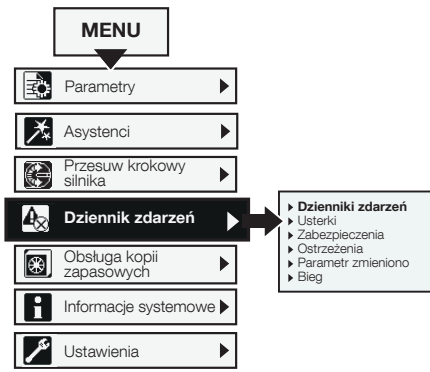 MENU
Parametry
Asystenci
Przesuw krokowy
silnika
Dziennik zdarzeń
Obsługa kopii
zapasowych
Informacje systemowe
Ustawienia
Dzienniki zdarzeń
Usterki
Zabezpieczenia
Ostrzeżenia
Parametr zmieniono
Bieg